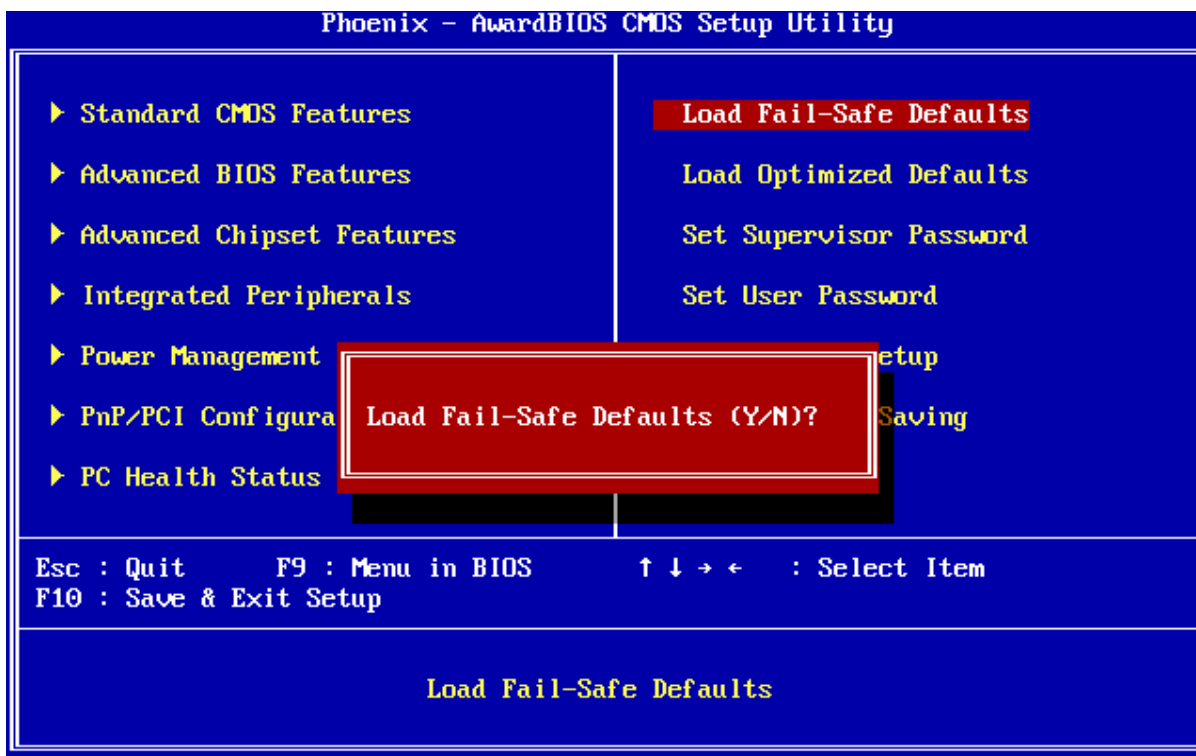 Phoenix - AwardBIOS CMOS Setup Utility
▶ Standard CMOS Features
▶ Advanced BIOS Features
▶ Advanced Chipset Features
▶ Integrated Peripherals
▶ Power Management
▶ PnP/PCI Configura
▶ PC Health Status
Load Fail-Safe Defaults
Load Optimized Defaults
Set Supervisor Password
Set User Password
etup
Saving
Load Fail-Safe Defaults (Y/N)?
Esc : Quit F9 : Menu in BIOS ↑ ↓ → ← : Select Item
F10 : Save & Exit Setup
Load Fail-Safe Defaults